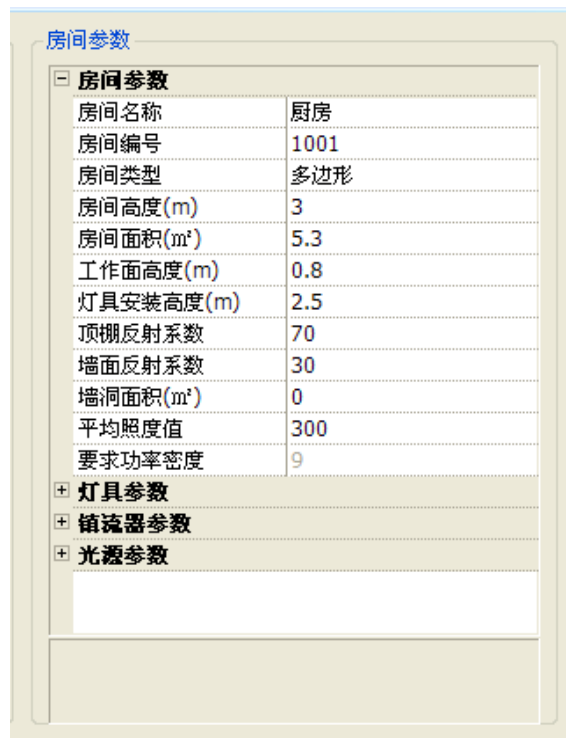 房间参数
房间参数
房间名称 厨房
房间编号 1001
房间类型 多边形
房间高度(m) 3
房间面积(㎡) 5.3
工作面高度(m) 0.8
灯具安装高度(m) 2.5
顶棚反射系数 70
墙面反射系数 30
墙洞面积(㎡) 0
平均照度值 300
要求功率密度 9
灯具参数
镇流器参数
光源参数